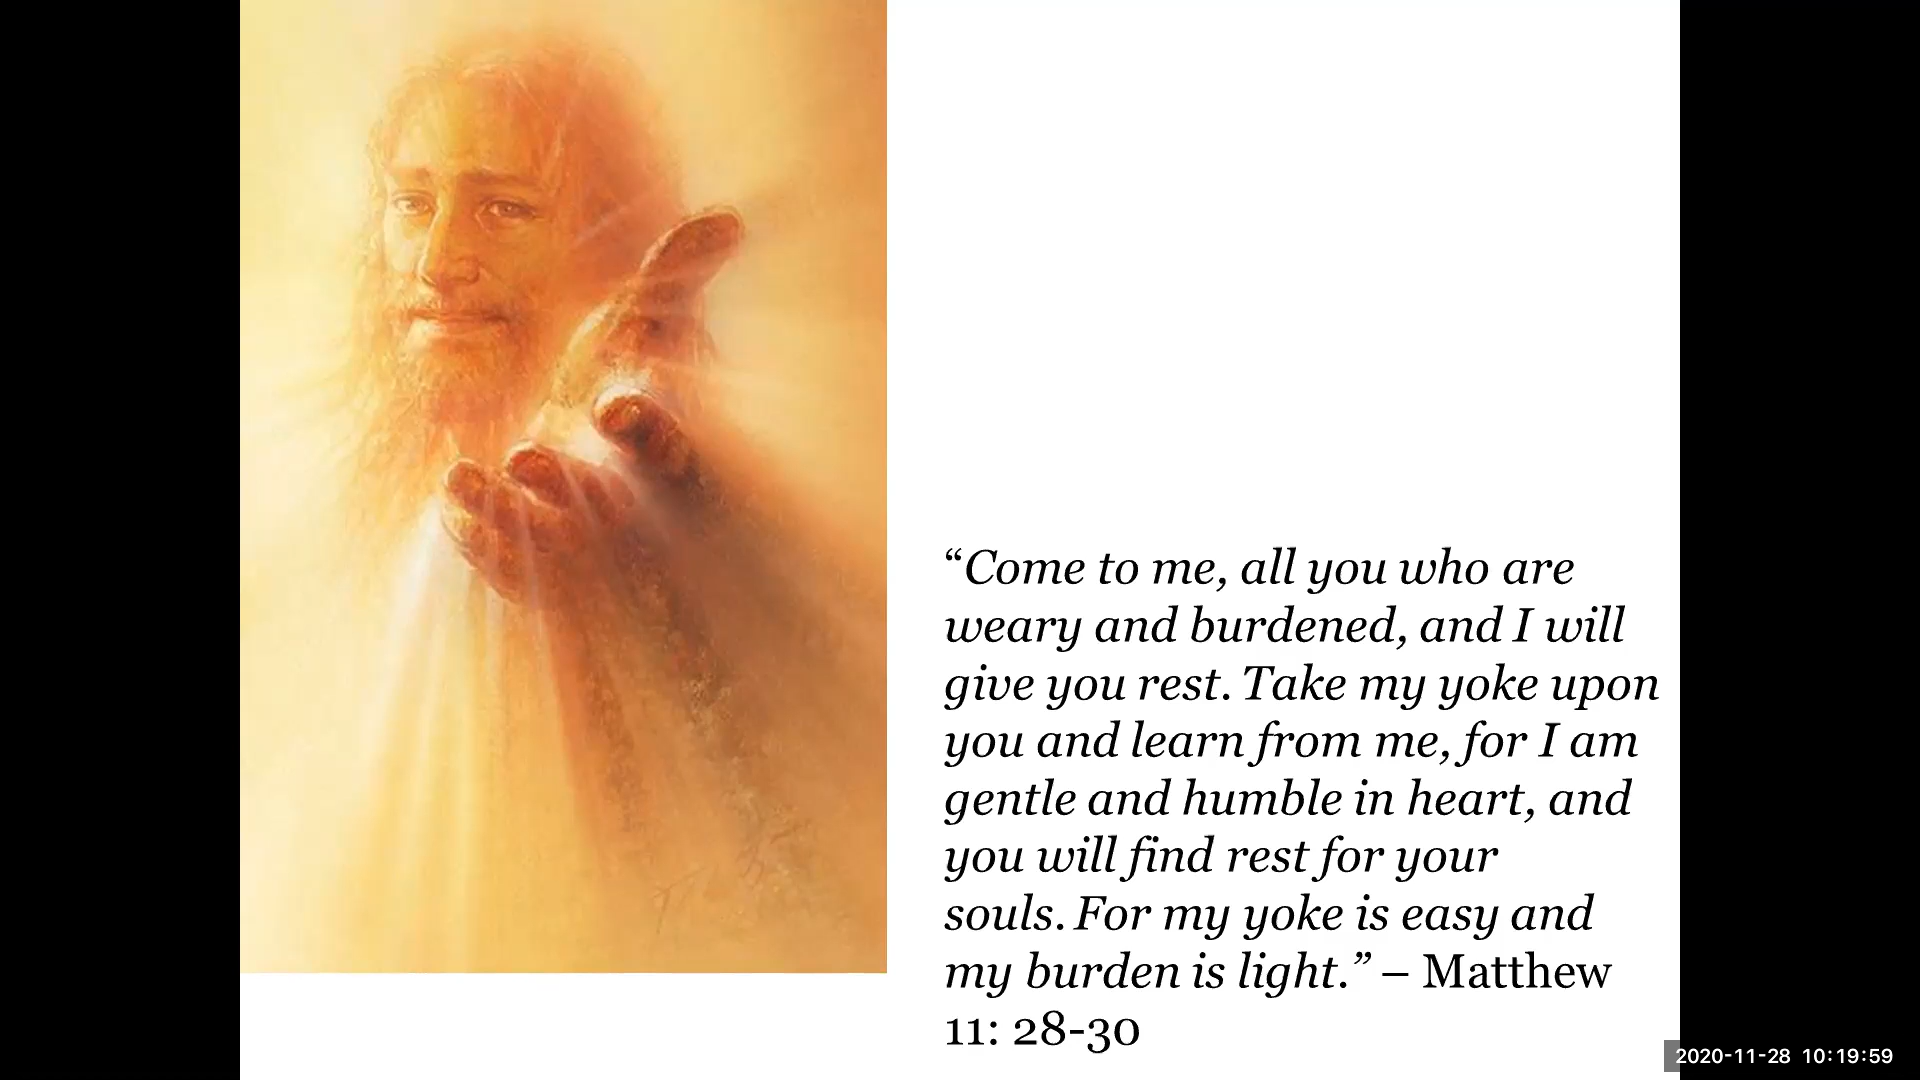 “Come to me, all you who are
weary and burdened, and I will
give you rest. Take my yoke upon
you and learn from me, for I am
gentle and humble in heart, and
you will find rest for your
souls. For my yoke is easy and
my burden is light.” – Matthew
11: 28-30
2020-11-28 10:19:59